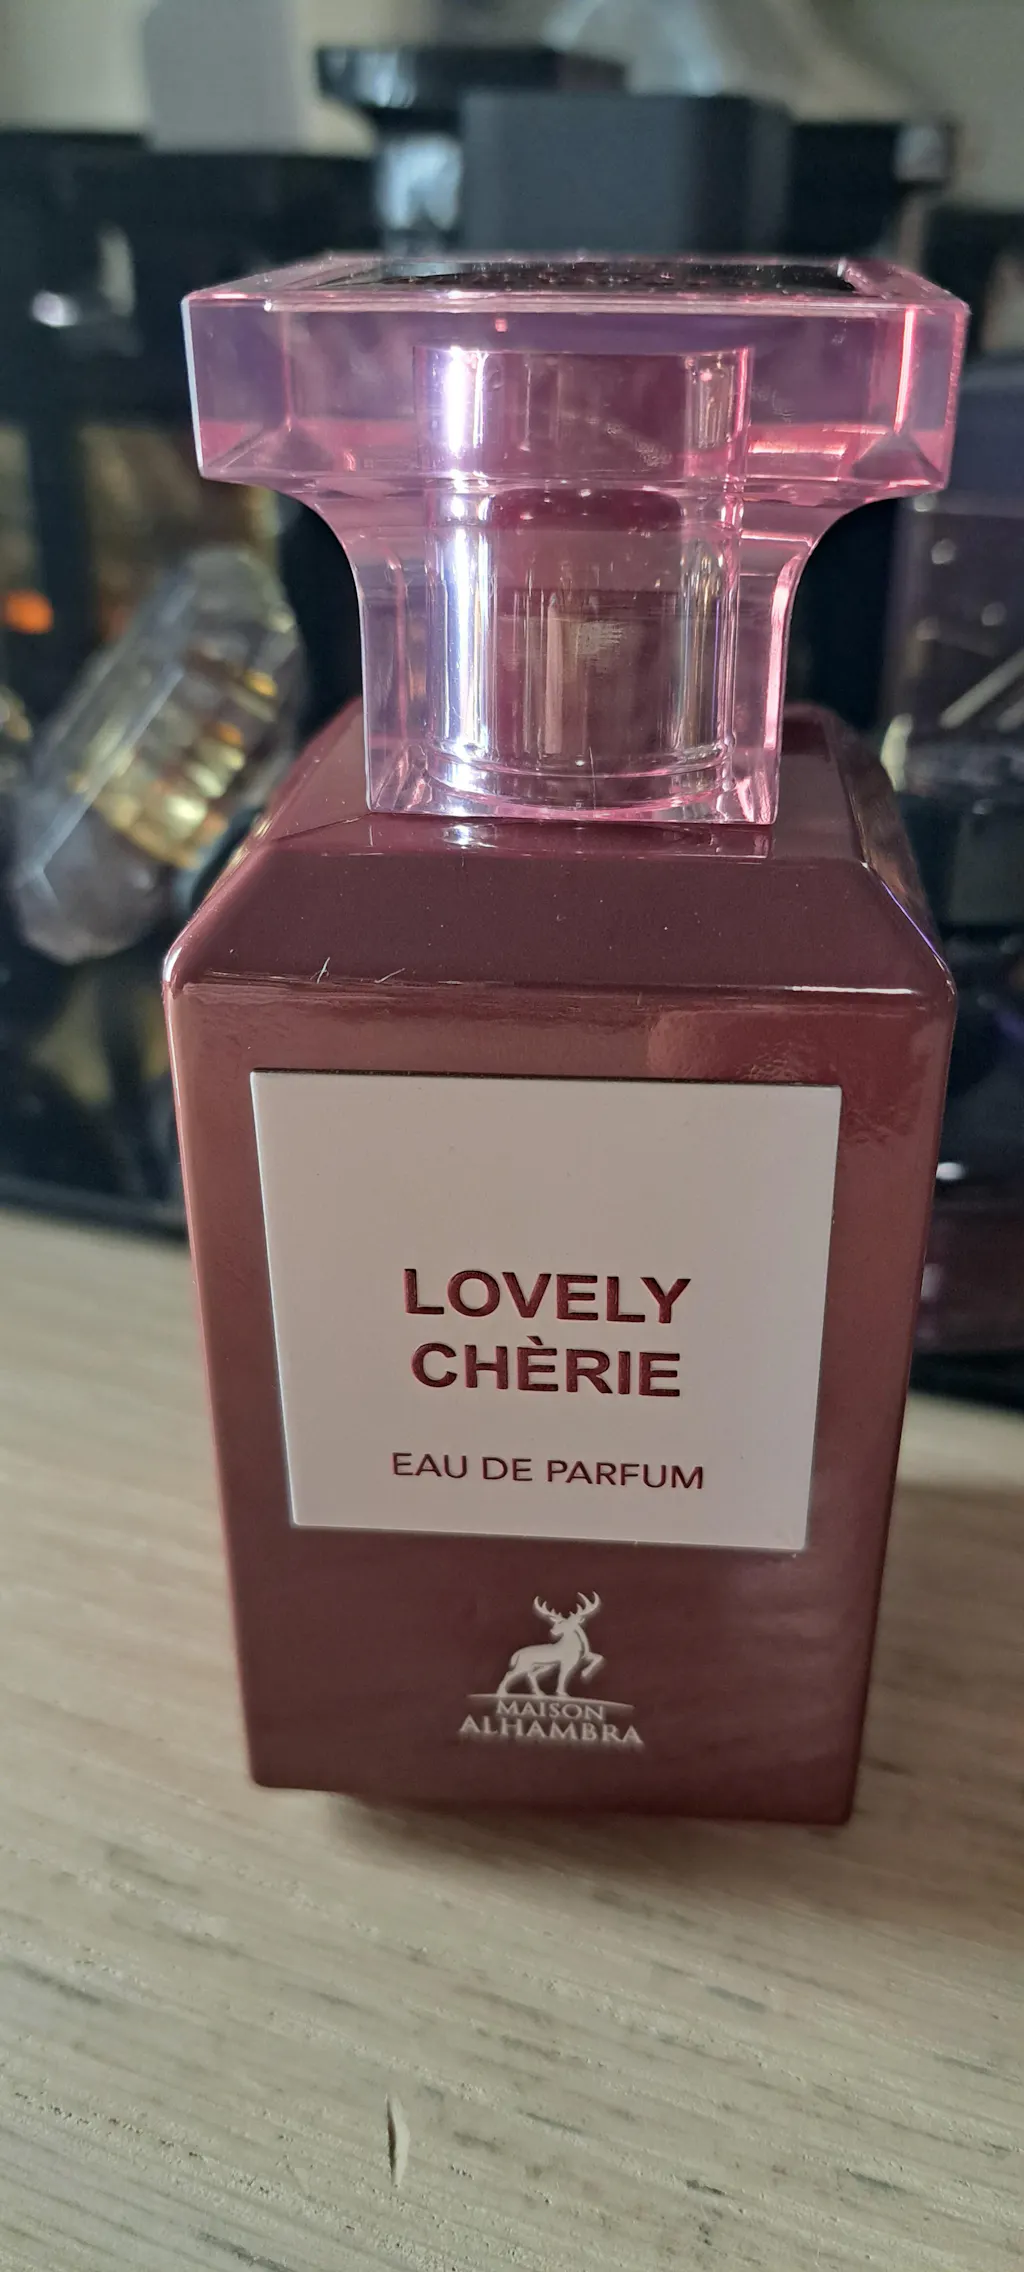 LOVELY
CHÈRIE
EAU DE PARFUM
MAISON
ALHAMBRA